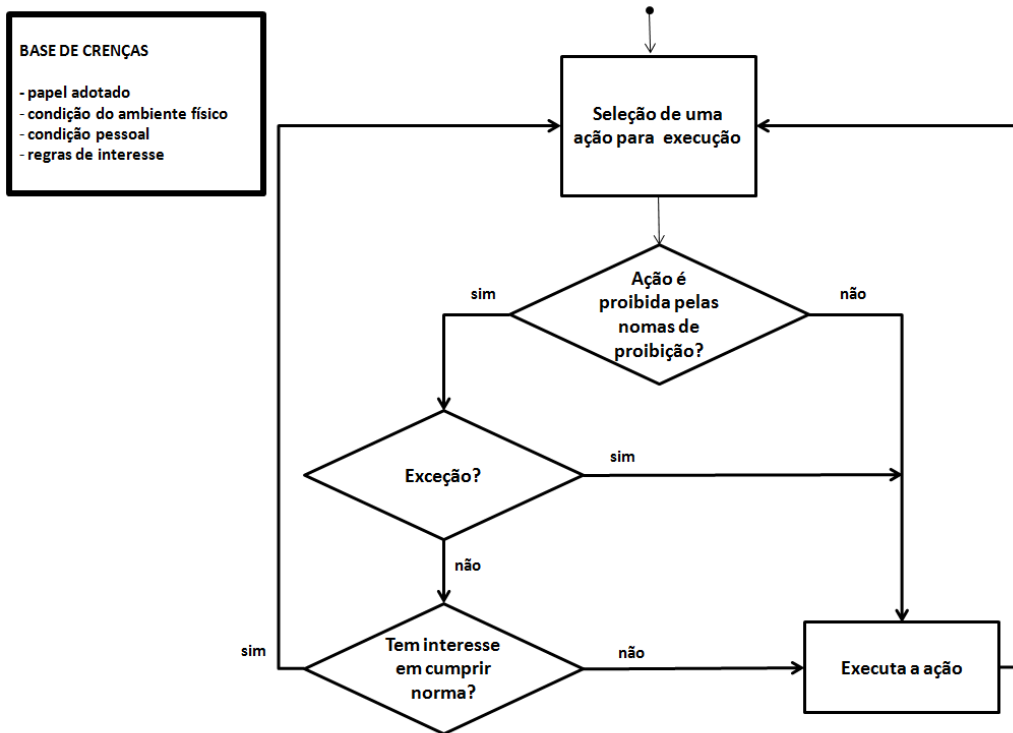 BASE DE CRENÇAS
- papel adotado
- condição do ambiente físico
- condição pessoal
- regras de interesse
Seleção de uma
ação para execução
Ação é
proibida pelas
nomas de
proibição?
sim
não
Exceção?
sim
não
Tem interesse
em cumprir
norma?
sim
não
Executa a ação